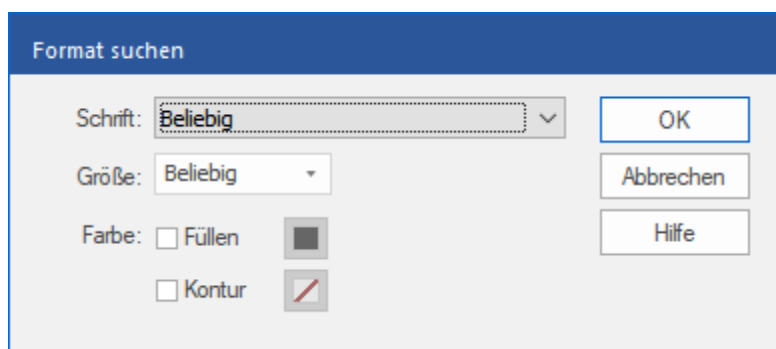 Format suchen
Schrift: Beliebig
OK
Größe: Beliebig
Abbrechen
Farbe: Füllen
Hilfe
Kontur